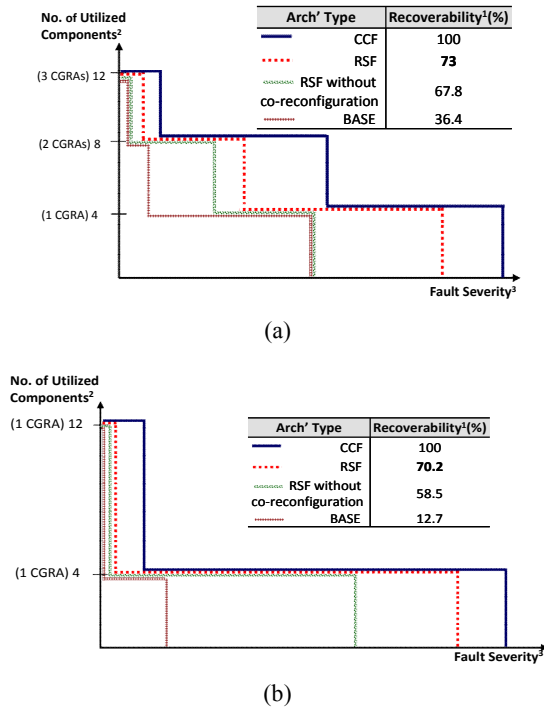 No. of Utilized
Components2
Arch' Type Recoverability1(%)
CCF 100
RSF 73
RSF without
co-reconfiguration 67.8
BASE 36.4
(3 CGRAs) 12
(2 CGRAs) 8
(1 CGRA) 4
Fault Severity3
(a)
No. of Utilized
Components2
(1 CGRA) 12
Arch' Type Recoverability1(%)
CCF 100
RSF 70.2
RSF without
co-reconfiguration 58.5
BASE 12.7
(1 CGRA) 4
Fault Severity3
(b)